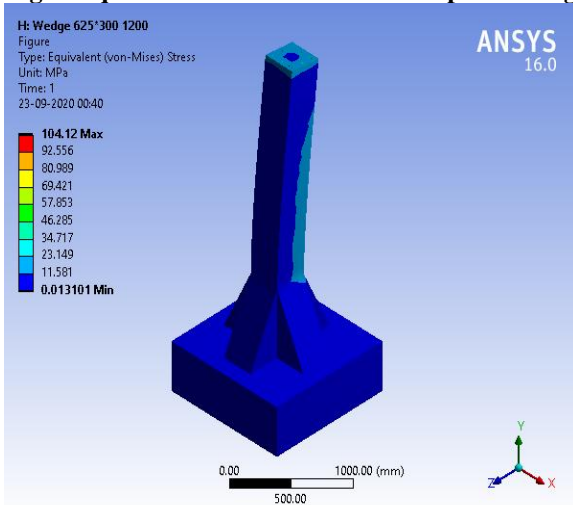 H: Wedge 625*300 1200
Figure
Type: Equivalent (von-Mises) Stress
Unit: MPa
Time: 1
23-09-2020 00:40
ANSYS
16.0
104.12 Max
92.556
80.989
69.421
57.853
46.285
34.717
23.149
11.581
0.013101 Min
0.00
1000.00 (mm)
500.00
Y
Z
X